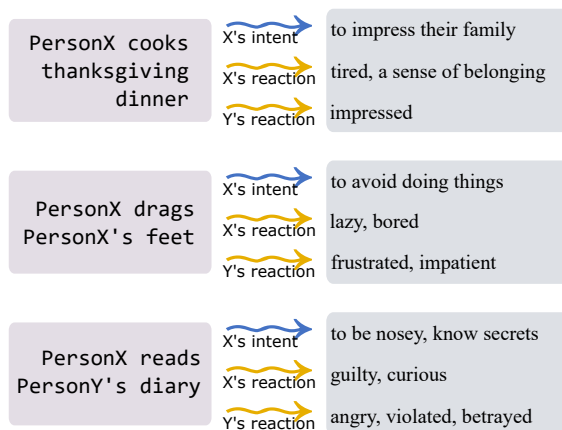 PersonX cooks
thanksgiving
dinner
X's intent
to impress their family
X's reaction
tired, a sense of belonging
Y's reaction
impressed
PersonX drags
PersonX's feet
X's intent
to avoid doing things
X's reaction
lazy, bored
Y's reaction
frustrated, impatient
PersonX reads
PersonY's diary
X's intent
to be nosey, know secrets
X's reaction
guilty, curious
Y's reaction
angry, violated, betrayed